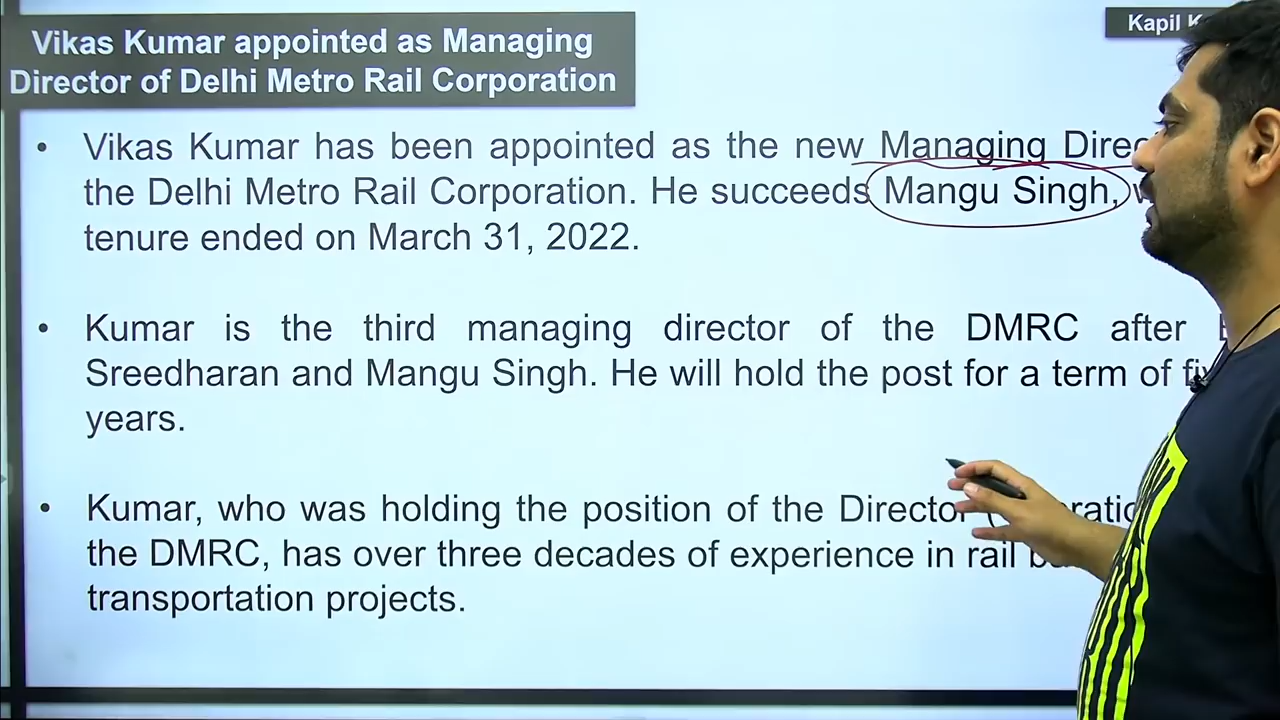 Vikas Kumar appointed as Managing
Director of Delhi Metro Rail Corporation
Kapil
• Vikas Kumar has been appointed as the new Managing
the Delhi Metro Rail Corporation. He succeeds Mangu Singh,
tenure ended on March 31, 2022.
• Kumar is the third managing director of the DMRC after
Sreedharan and Mangu Singh. He will hold the post for a term of
years.
• Kumar, who was holding the position of the Director
the DMRC, has over three decades of experience in rail
transportation projects.